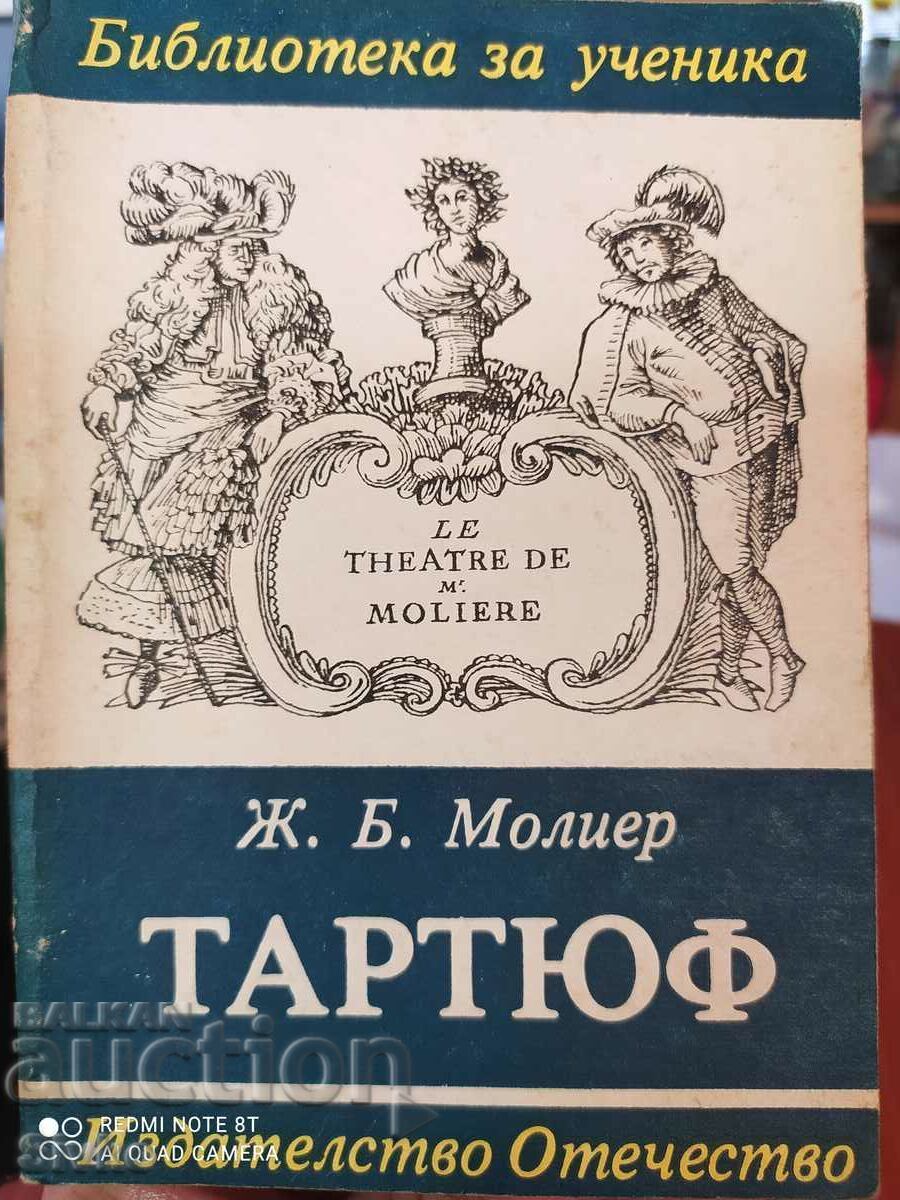 Библиотека за ученика
LE
THEATRE DE
Mr.
MOLIERE
Ж. Б. Молиер
ТАРТЮФ
BALKAN
auction
REDMI NOTE 8T
AI QUAD CAMERA
Издателство Отечество